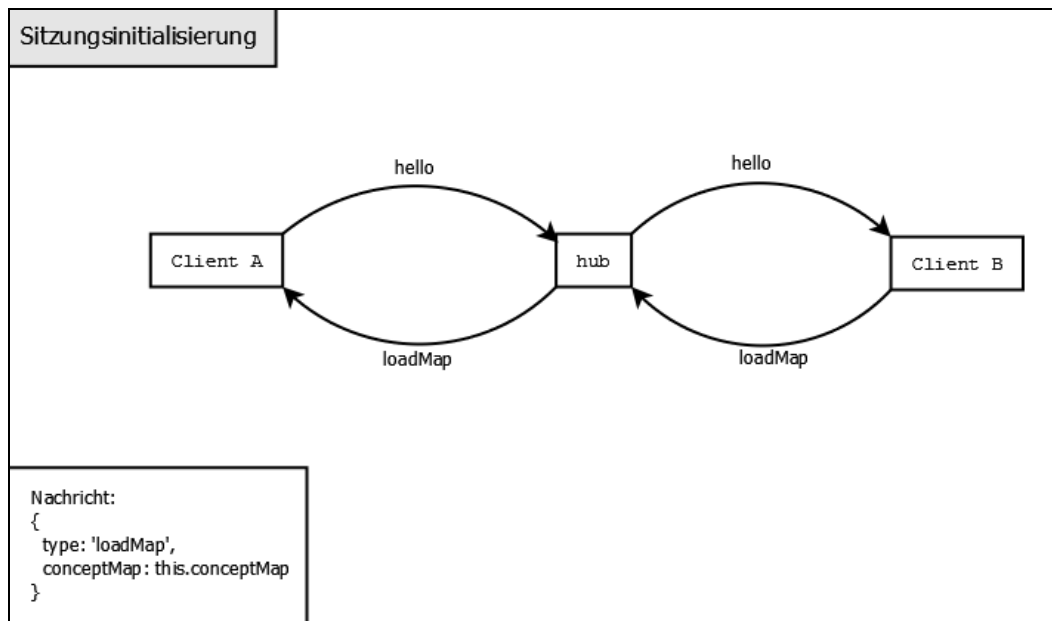 Sitzungsinitialisierung
hello
hello
Client A
hub
Client B
loadMap
loadMap
Nachricht:
{
type: 'loadMap',
conceptMap: this.conceptMap
}